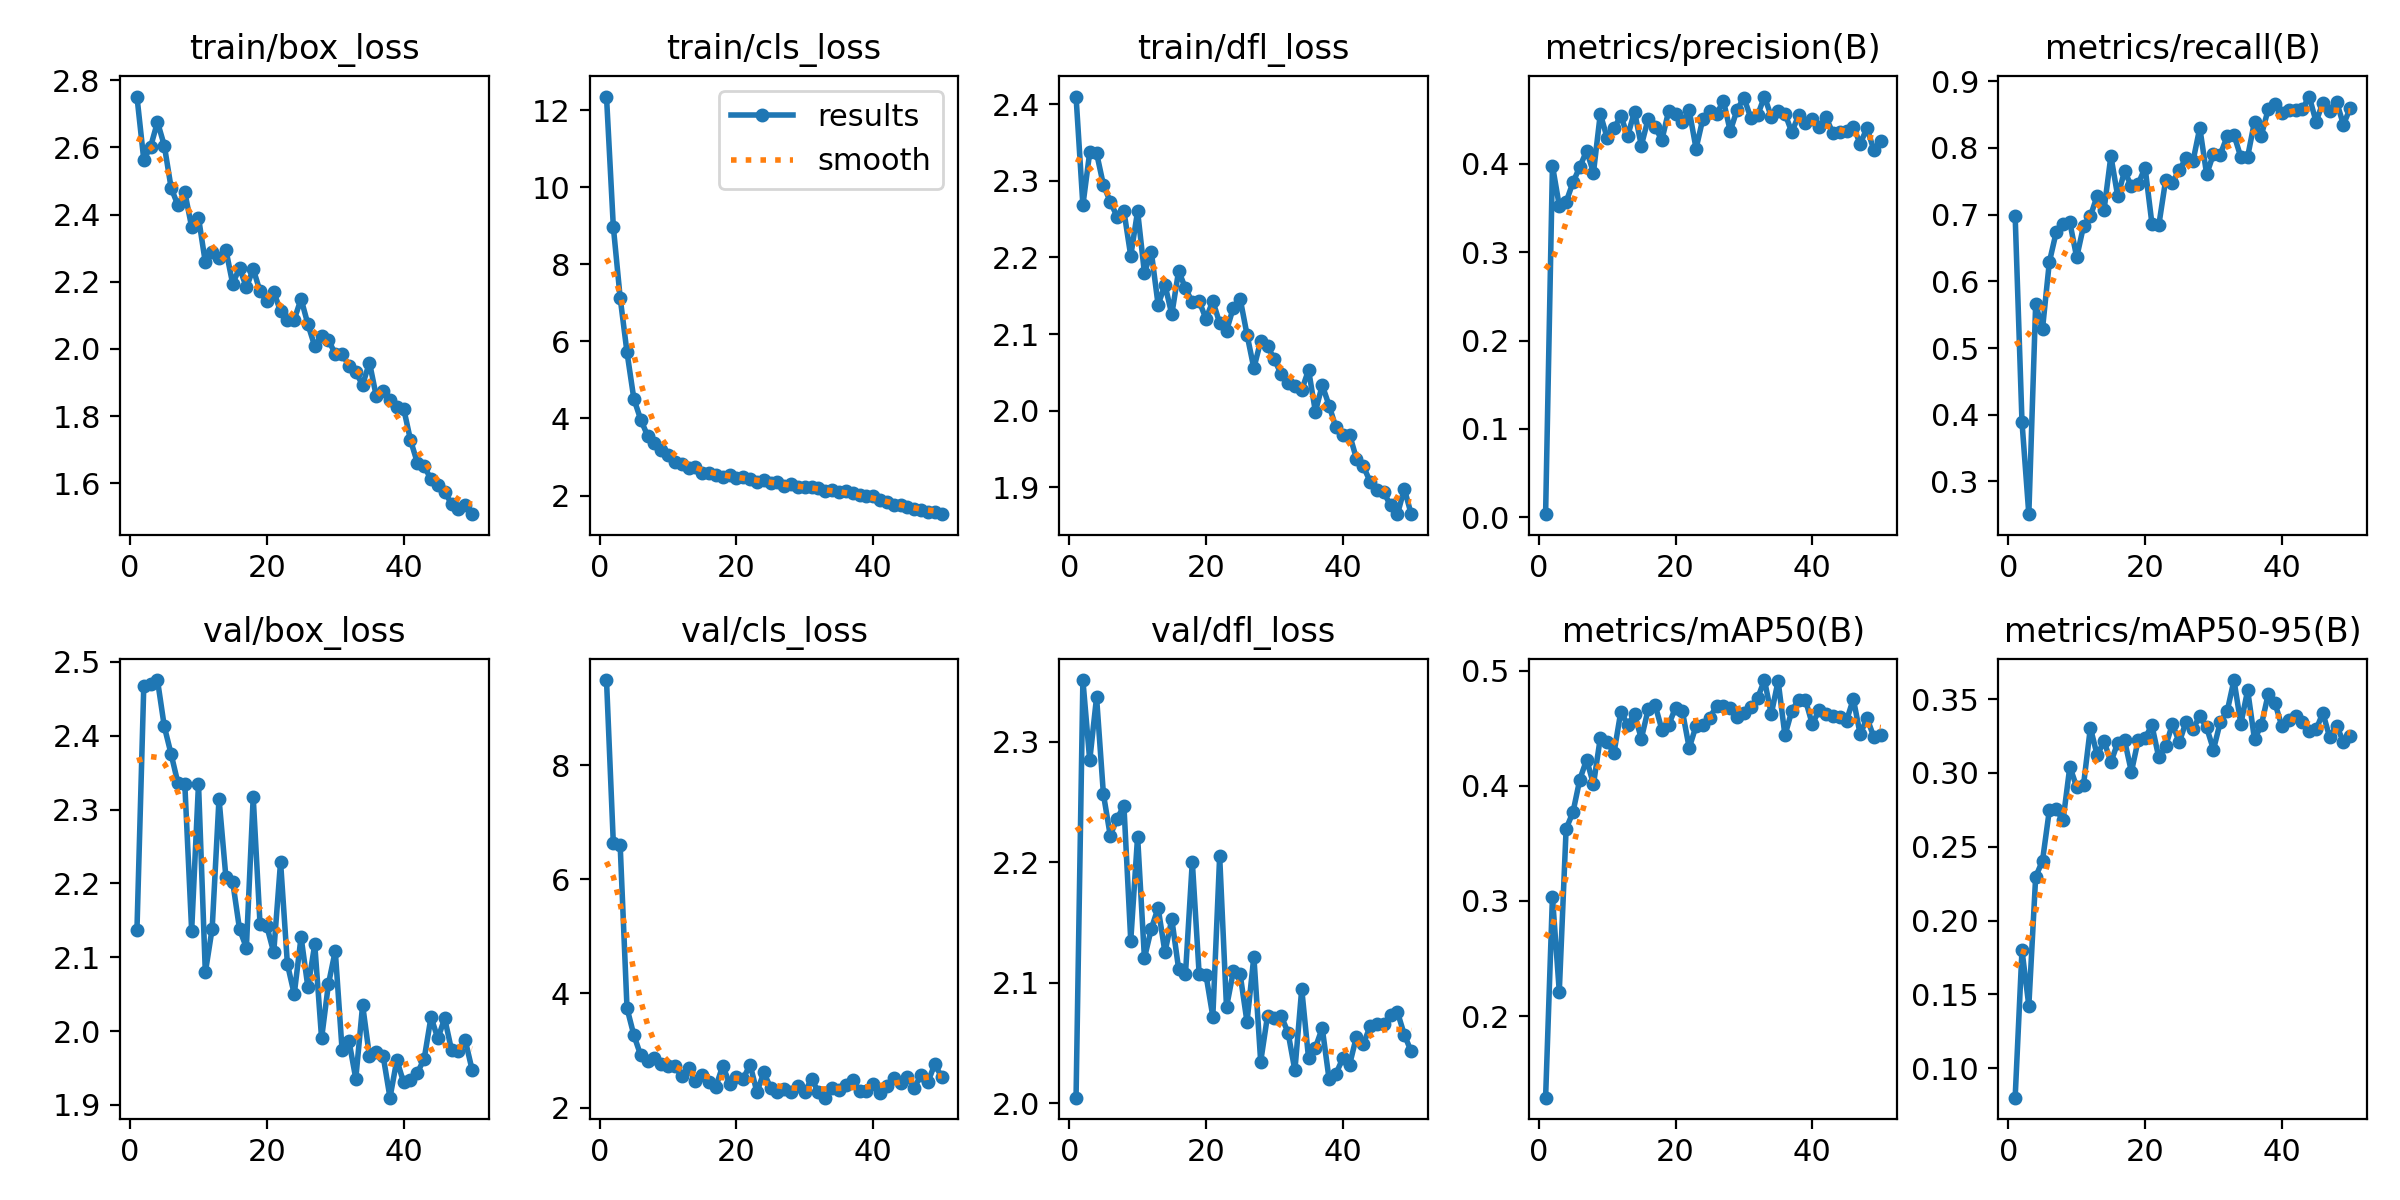 train/box_loss
2.8
2.6
2.4
2.2
2.0
1.8
1.6
0 20 40
train/cls_loss
results
smooth
12
10
8
6
4
2
0 20 40
train/dfl_loss
2.4
2.3
2.2
2.1
2.0
1.9
0 20 40
metrics/precision(B)
0.4
0.3
0.2
0.1
0.0
0 20 40
metrics/recall(B)
0.9
0.8
0.7
0.6
0.5
0.4
0.3
0 20 40
val/box_loss
2.5
2.4
2.3
2.2
2.1
2.0
1.9
0 20 40
val/cls_loss
8
6
4
2
0 20 40
val/dfl_loss
2.3
2.2
2.1
2.0
0 20 40
metrics/mAP50(B)
0.5
0.4
0.3
0.2
0 20 40
metrics/mAP50-95(B)
0.35
0.30
0.25
0.20
0.15
0.10
0 20 40